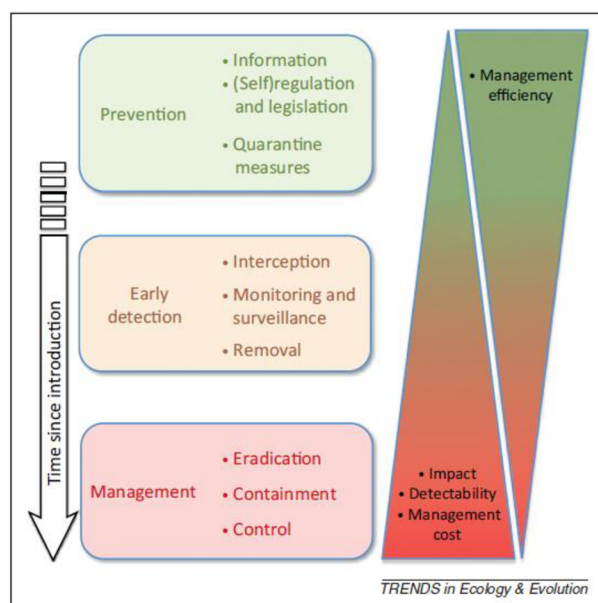 Prevention
• Information
• (Self)regulation
and legislation
• Quarantine
measures
• Management
efficiency
Time since introduction
Early
detection
• Interception
• Monitoring and
surveillance
• Removal
Management
• Eradication
• Containment
• Control
• Impact
• Detectability
• Management
cost
TRENDS in Ecology & Evolution